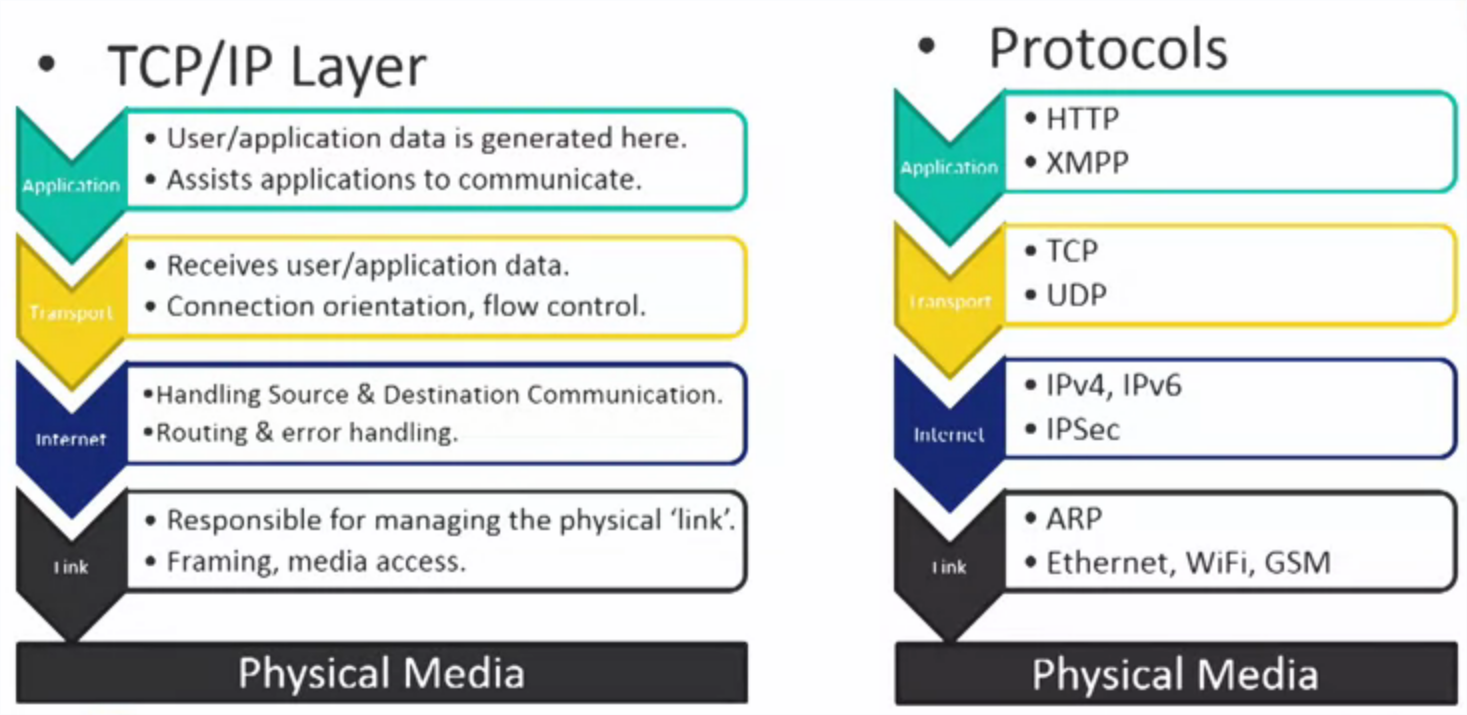 • TCP/IP Layer
Application
• User/application data is generated here.
• Assists applications to communicate.
Transport
• Receives user/application data.
• Connection orientation, flow control.
Internet
•Handling Source & Destination Communication.
•Routing & error handling.
Link
• Responsible for managing the physical ‘link’.
• Framing, media access.
Physical Media
• Protocols
Application
• HTTP
• XMPP
Transport
• TCP
• UDP
Internet
• IPv4, IPv6
• IPSec
Link
• ARP
• Ethernet, WiFi, GSM
Physical Media